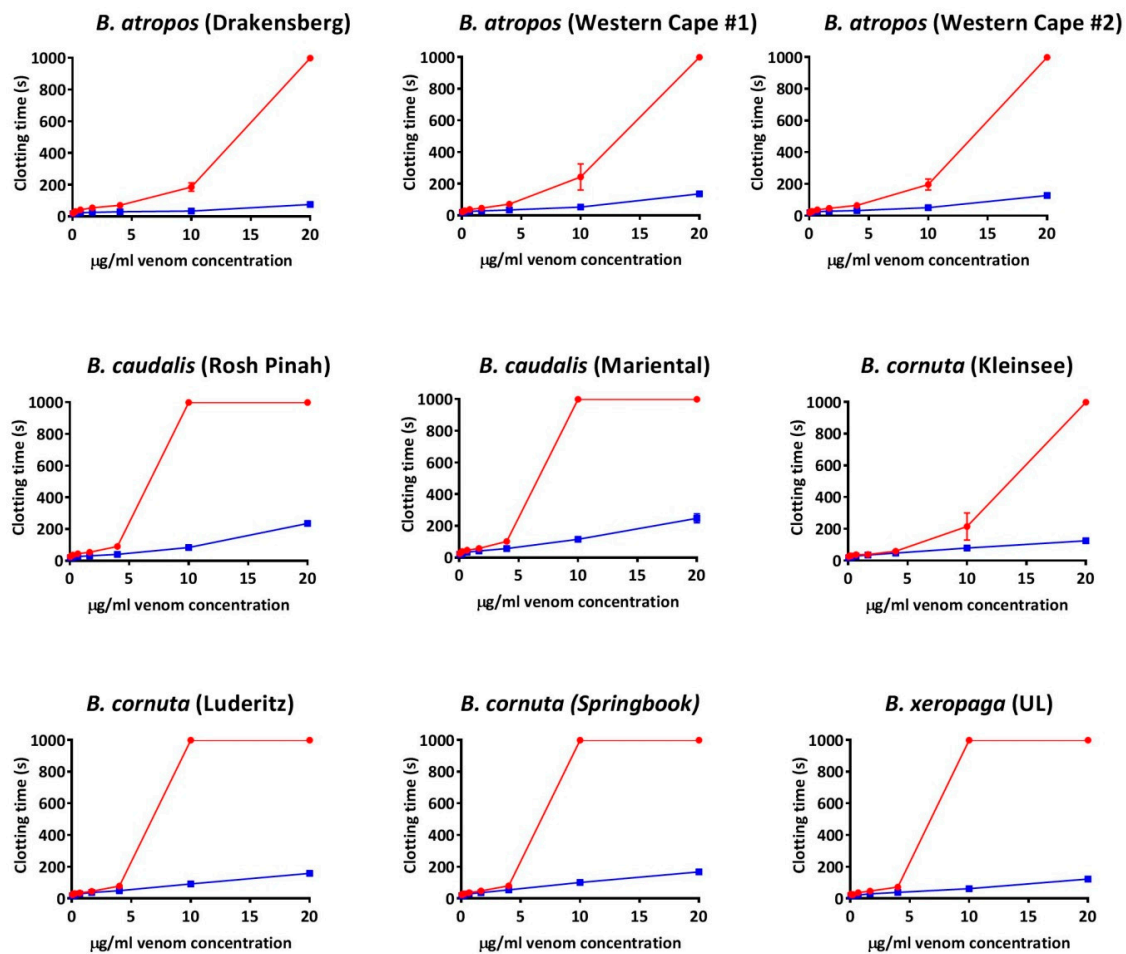 B. atropos (Drakensberg)
B. atropos (Western Cape #1)
B. atropos (Western Cape #2)
Clotting time (s)
1000
800
600
400
200
0
0 5 10 15 20
µg/ml venom concentration
Clotting time (s)
1000
800
600
400
200
0
0 5 10 15 20
µg/ml venom concentration
Clotting time (s)
1000
800
600
400
200
0
0 5 10 15 20
µg/ml venom concentration
B. caudalis (Rosh Pinah)
B. caudalis (Mariental)
B. cornuta (Kleinsee)
Clotting time (s)
1000
800
600
400
200
0
0 5 10 15 20
µg/ml venom concentration
Clotting time (s)
1000
800
600
400
200
0
0 5 10 15 20
µg/ml venom concentration
Clotting time (s)
1000
800
600
400
200
0
0 5 10 15 20
µg/ml venom concentration
B. cornuta (Luderitz)
B. cornuta (Springbook)
B. xeropaga (UL)
Clotting time (s)
1000
800
600
400
200
0
0 5 10 15 20
µg/ml venom concentration
Clotting time (s)
1000
800
600
400
200
0
0 5 10 15 20
µg/ml venom concentration
Clotting time (s)
1000
800
600
400
200
0
0 5 10 15 20
µg/ml venom concentration